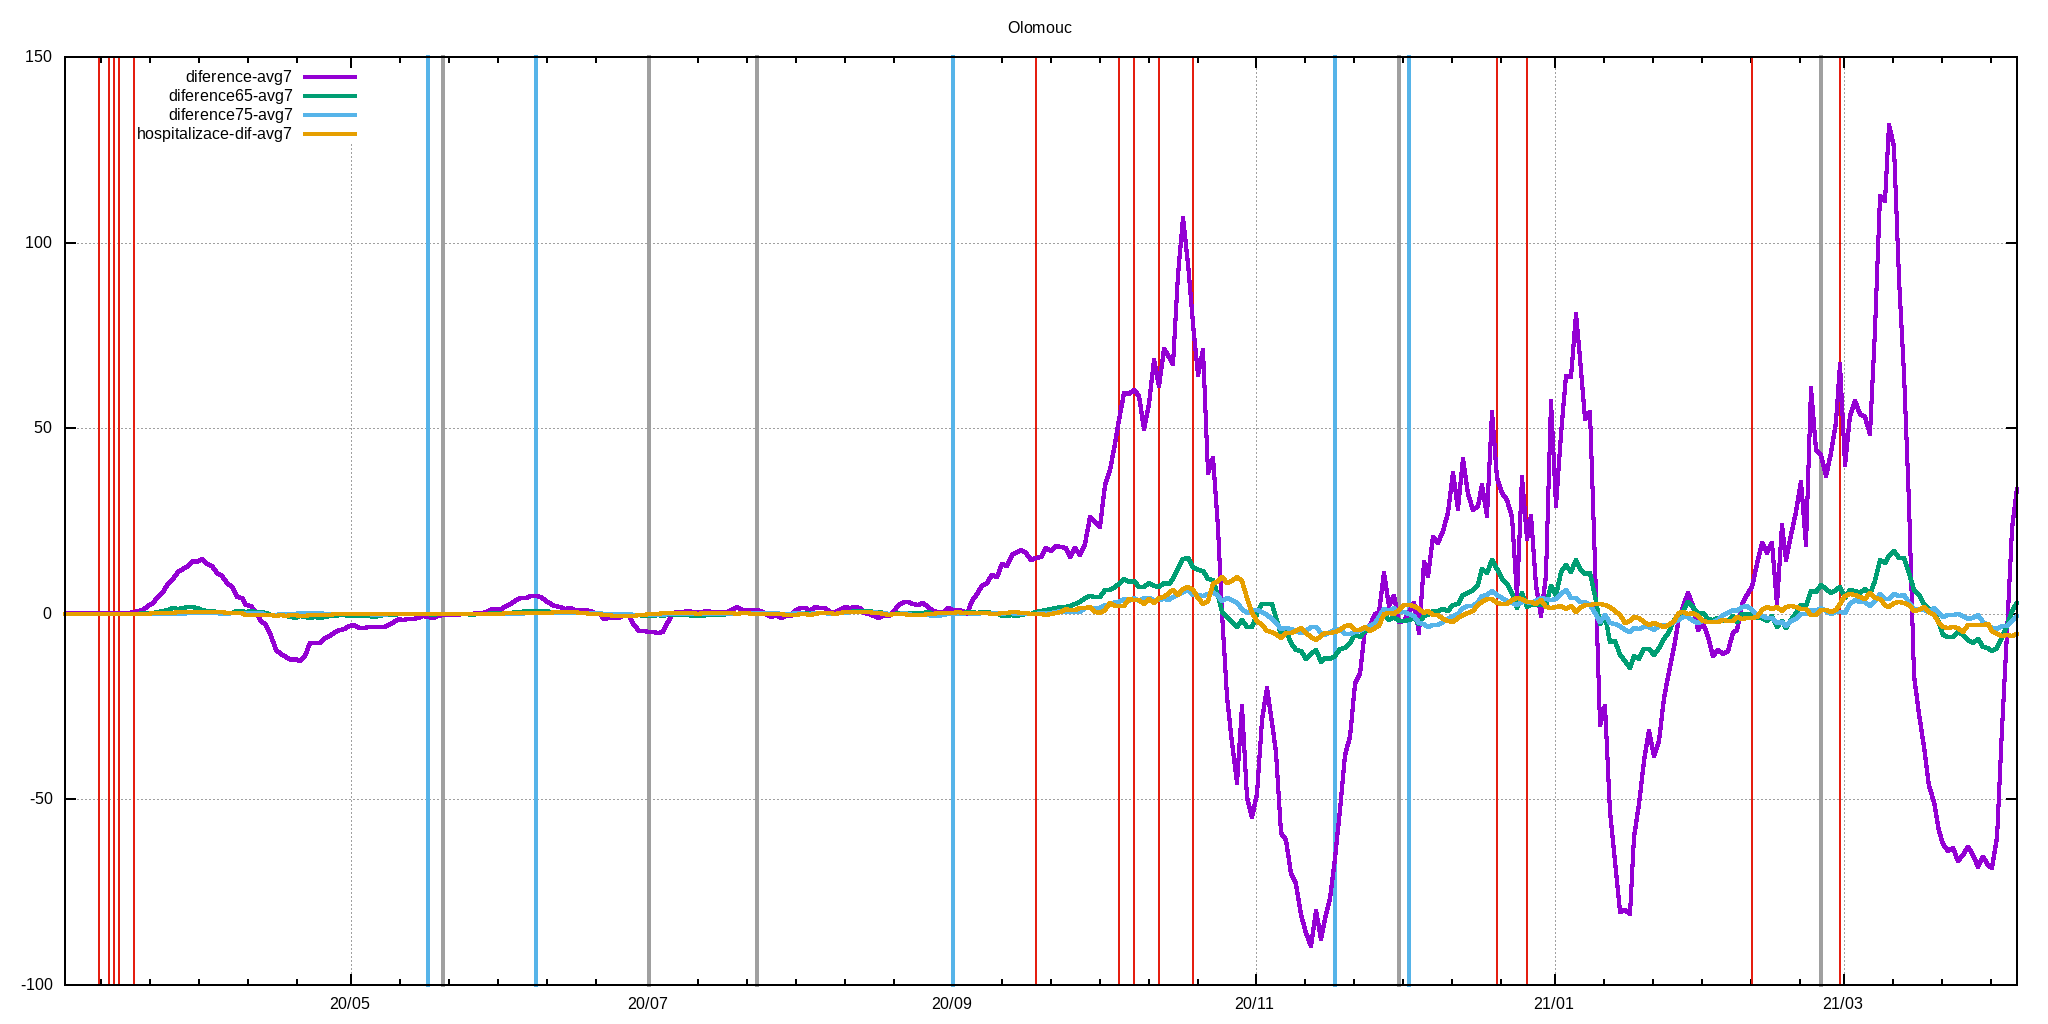 Olomouc
150
diference-avg7
diference65-avg7
diference75-avg7
hospitalizace-dif-avg7
100
50
0
-50
-100
20/05 20/07 20/09 20/11 21/01 21/03